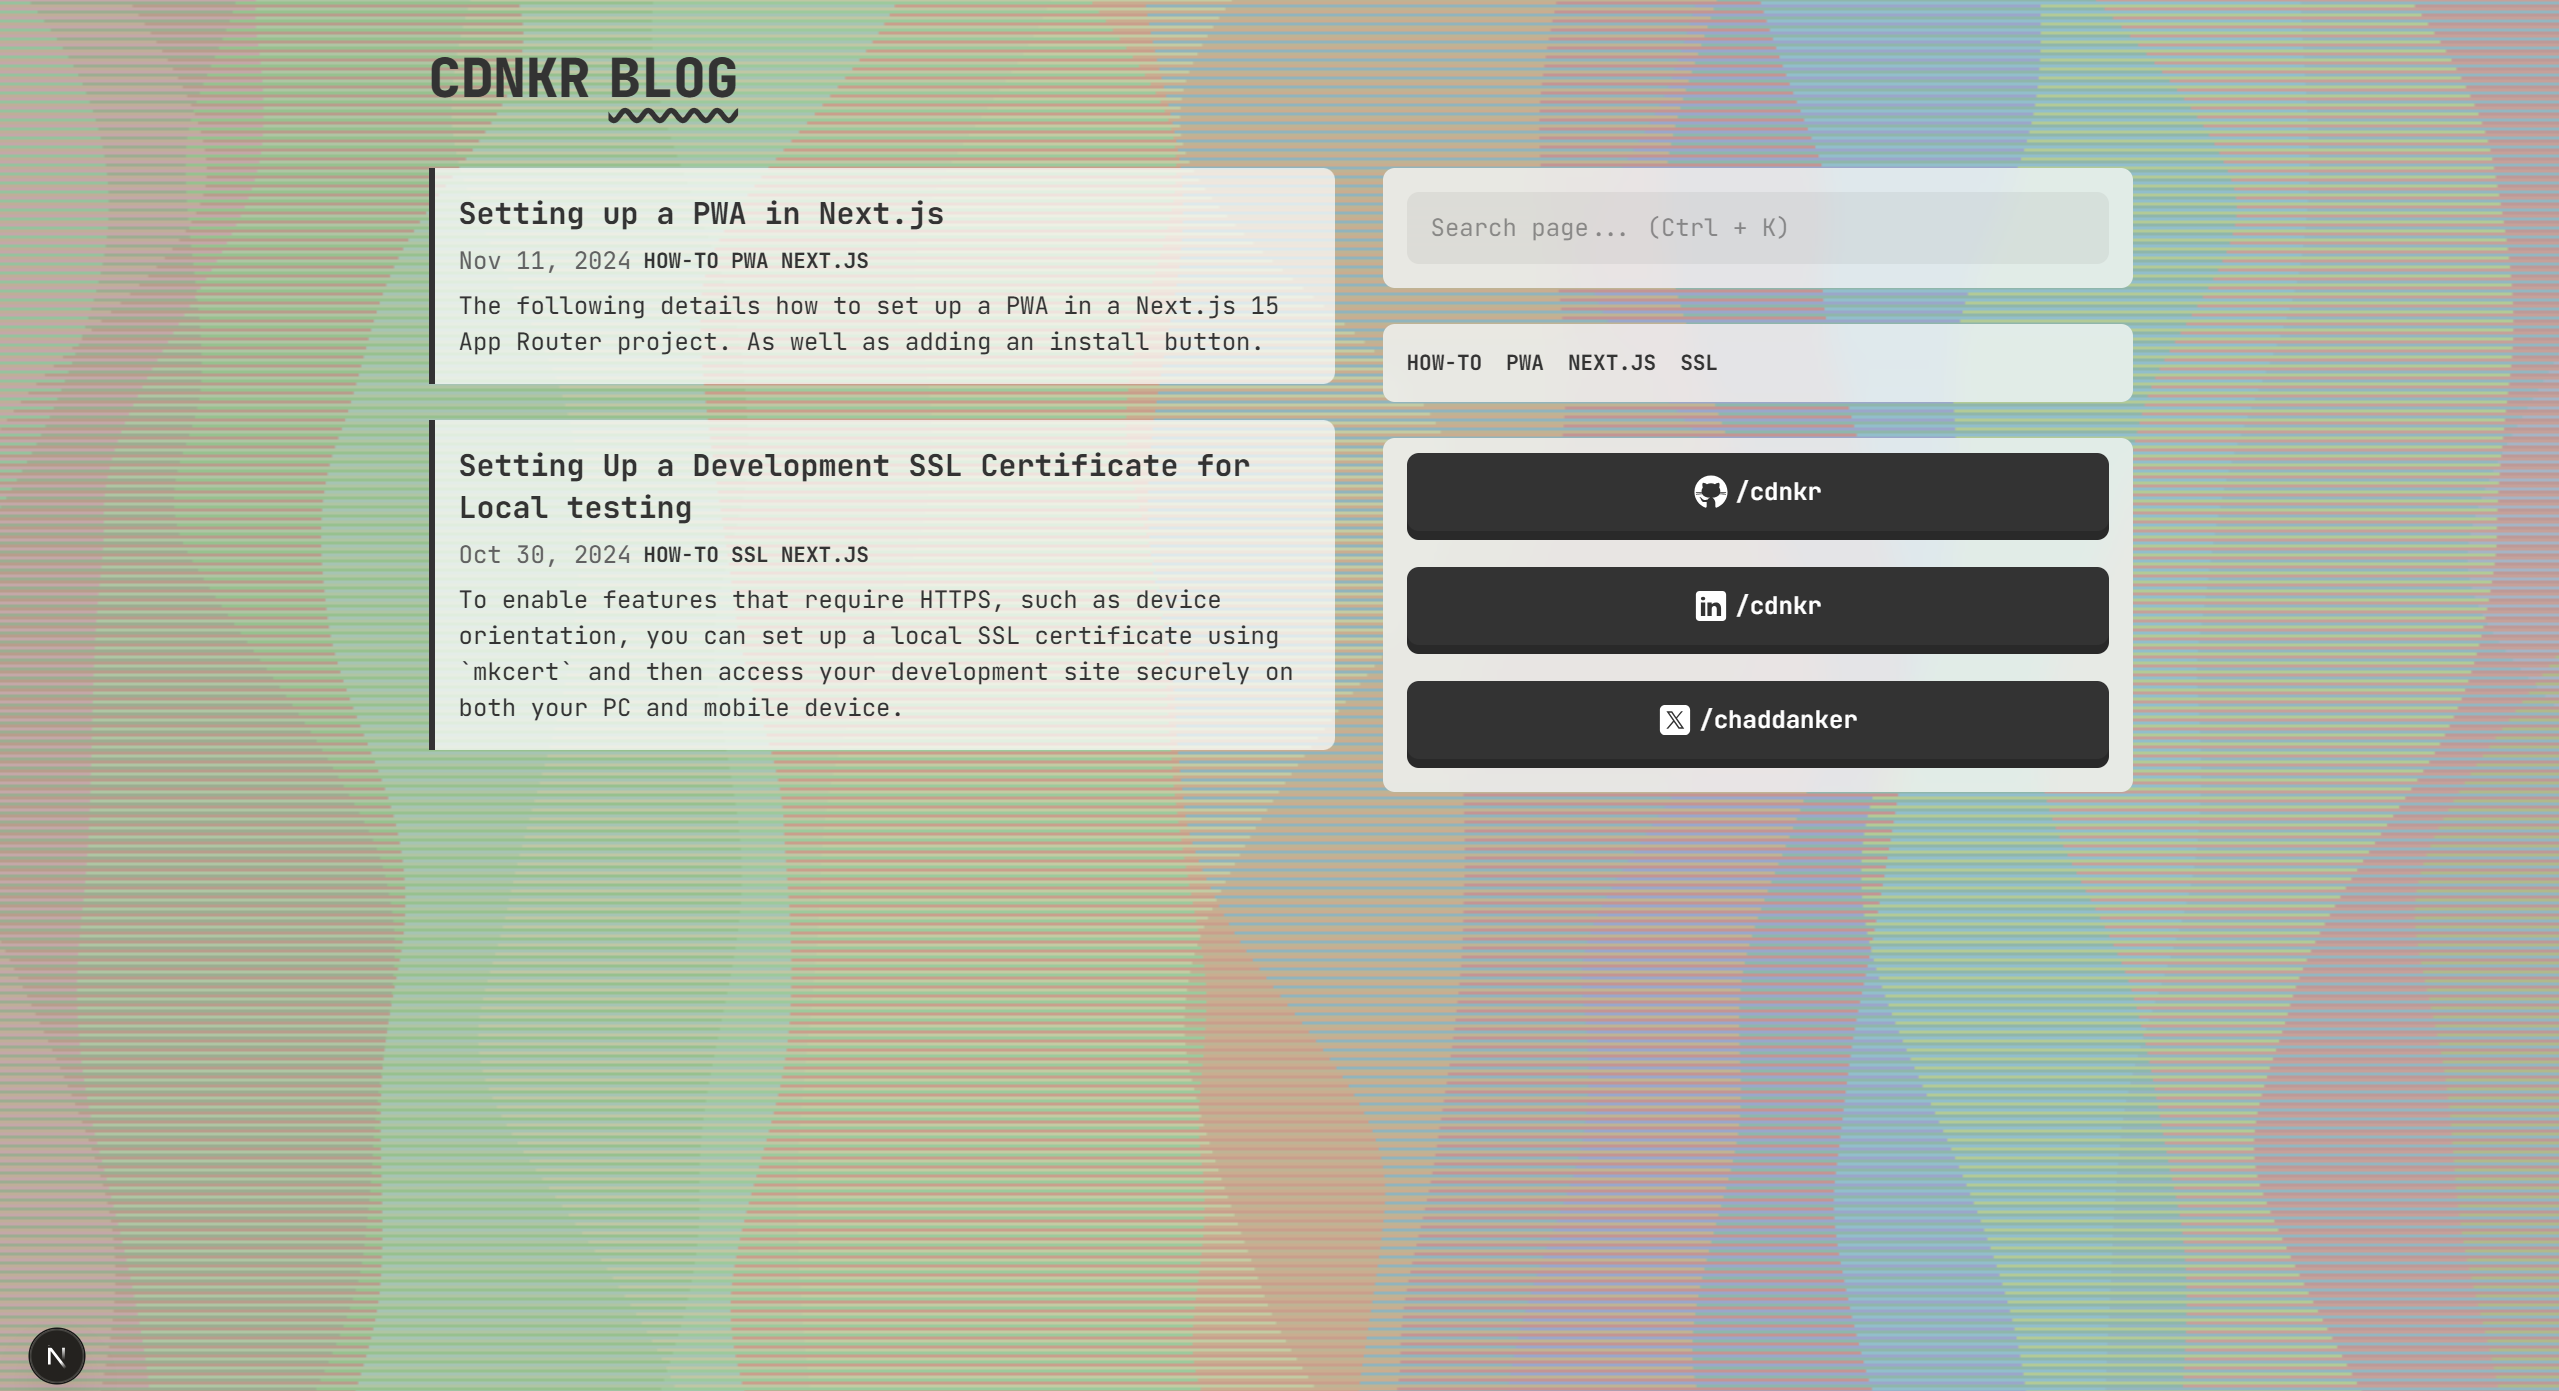 CDNKR BLOG
Setting up a PWA in Next.js
Nov 11, 2024 HOW-TO PWA NEXT.JS
The following details how to set up a PWA in a Next.js 15
App Router project. As well as adding an install button.
Setting Up a Development SSL Certificate for
Local testing
Oct 30, 2024 HOW-TO SSL NEXT.JS
To enable features that require HTTPS, such as device
orientation, you can set up a local SSL certificate using
`mkcert` and then access your development site securely on
both your PC and mobile device.
Search page... (Ctrl + K)
HOW-TO PWA NEXT.JS SSL
/cdnkr
in /cdnkr
𝕏 /chaddanker
N